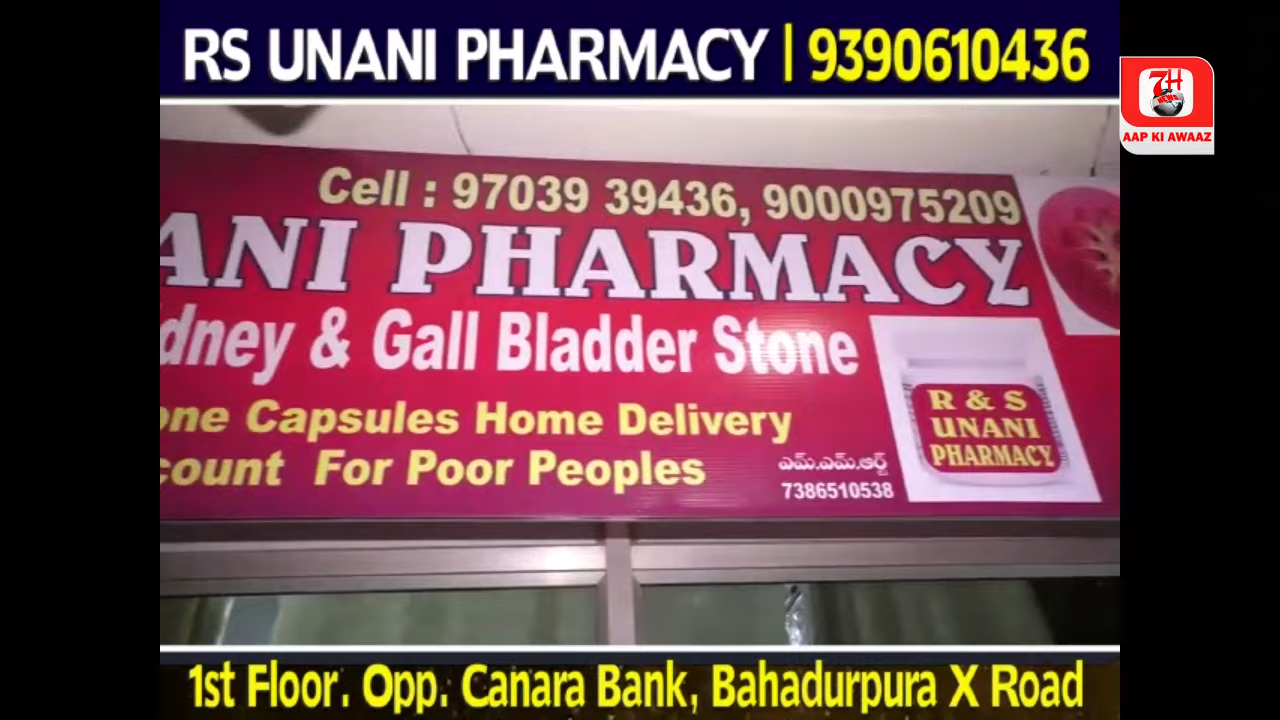 RS UNANI PHARMACY | 9390610436
7H
NEWS
AAP KI AWAAZ
Cell : 97039 39436, 9000975209
ANI PHARMACY
dney & Gall Bladder Stone
one Capsules Home Delivery
count For Poor Peoples
ఎమ్.ఎమ్.ఆర్ట్
7386510538
R & S
UNANI
PHARMACY
1st Floor. Opp. Canara Bank, Bahadurpura X Road